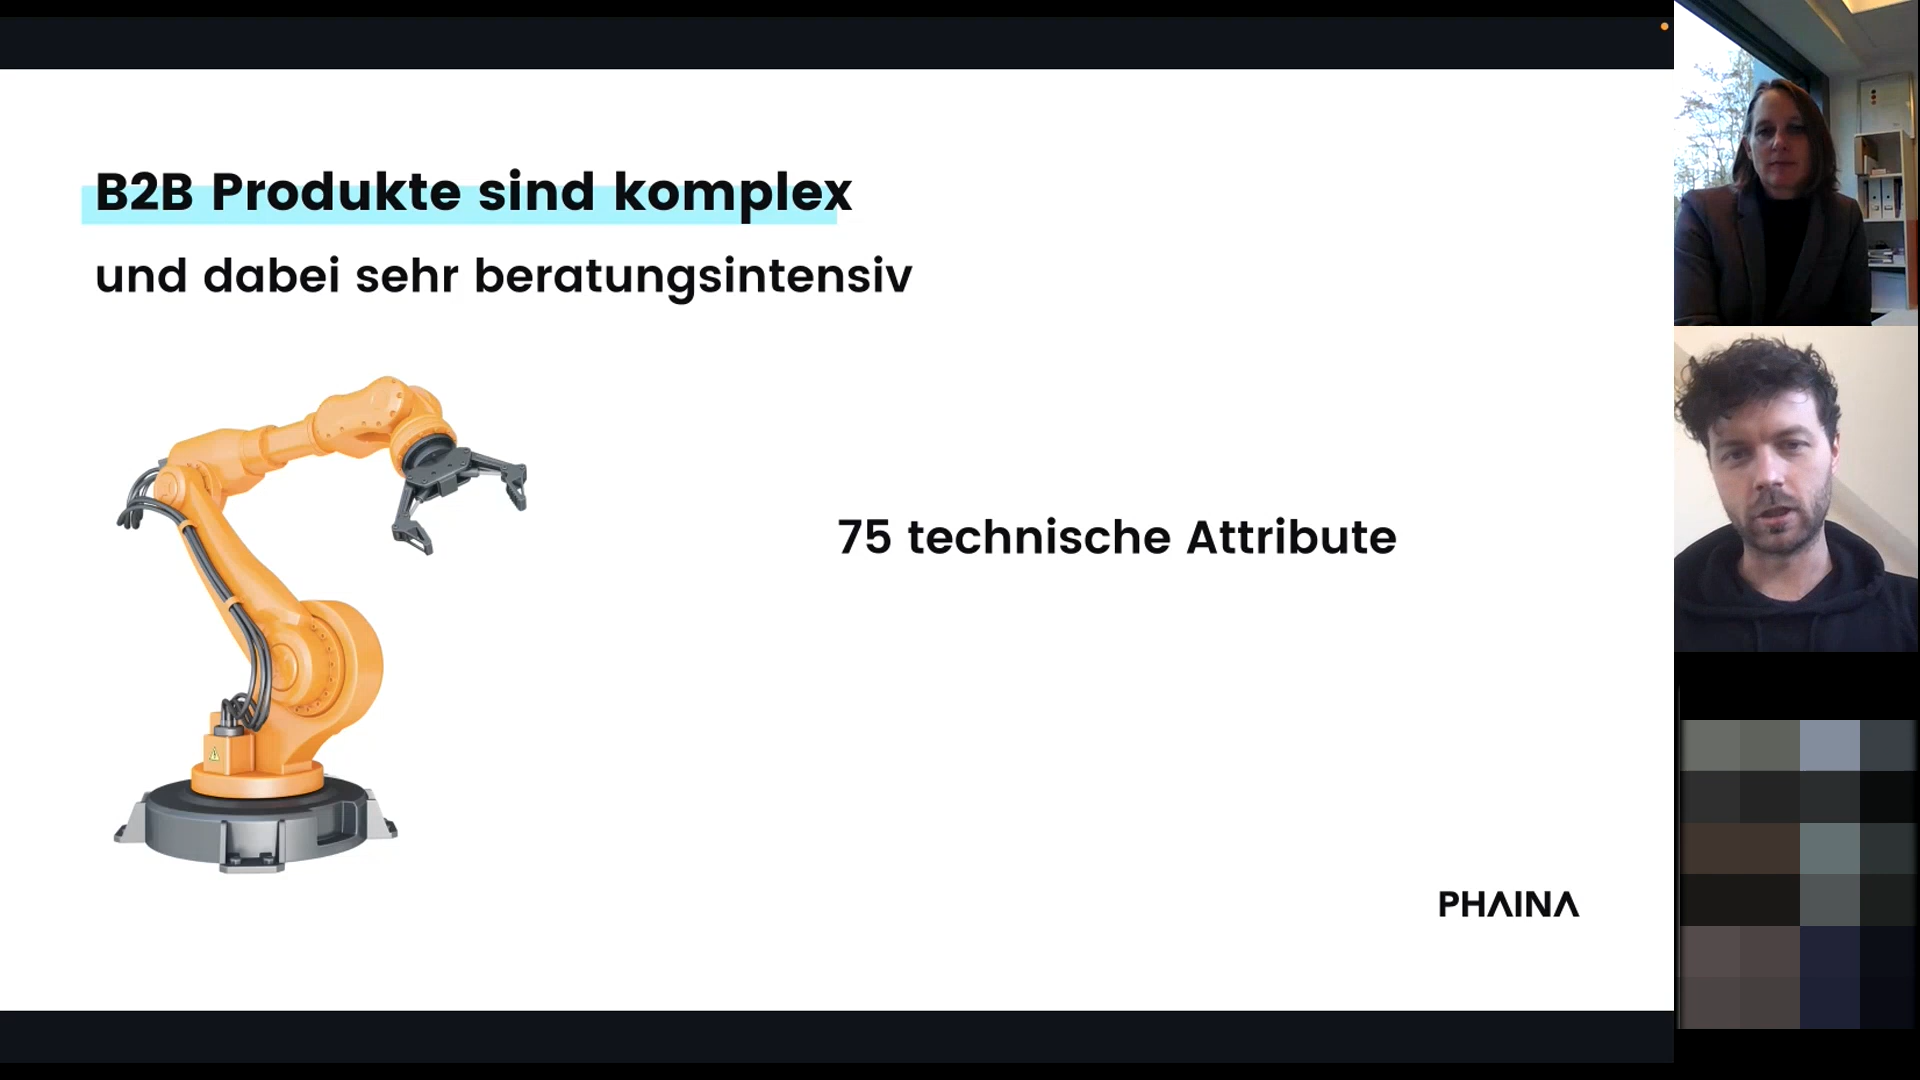 B2B Produkte sind komplex
und dabei sehr beratungsintensiv
75 technische Attribute
PHAINA